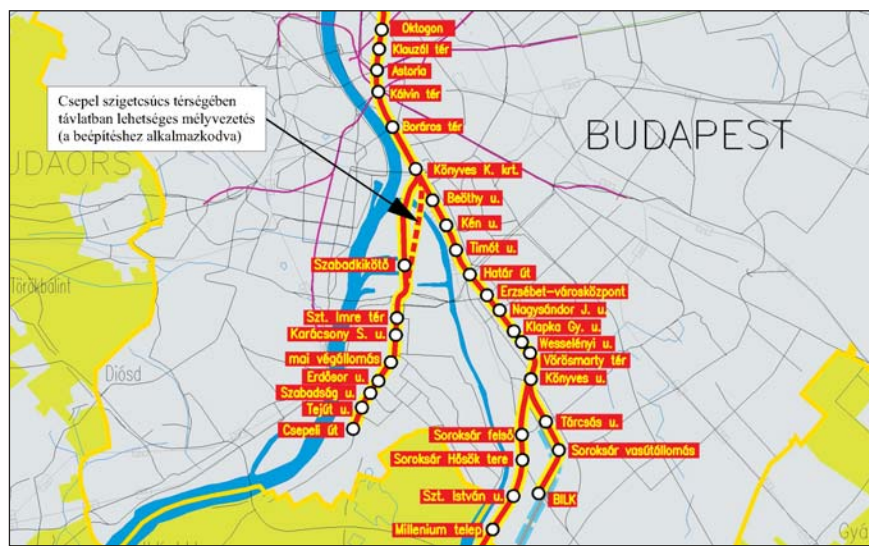 Oktogon
Klauzál tér
Astoria
Kálvin tér
Csepel szigetcsúcs térségében
távlatban lehetséges mélyvezetés
(a beépítéshez alkalmazkodva)
Boráros tér
BUDAPEST
UDAÖRS
Könyves K. krt.
Beöthy u.
Kén u.
Timót u.
Szabadkikötő
Határ út
Törökbálint
Erzsébet-városközpont
Nagysándor J. u.
Szt. Imre tér
Klapka Gy. u.
Karácsony S. u.
Wesselényi u.
mai végállomás
Vörösmarty tér
Diósd
Erdősor u.
Könyves u.
Szabadság u.
Tejút u.
Tárcsás u.
Csepeli út
Soroksár felső
Soroksár vasútállomás
Soroksár Hősök tere
Szt. István u.
BILK
Millenium telep
Gyá